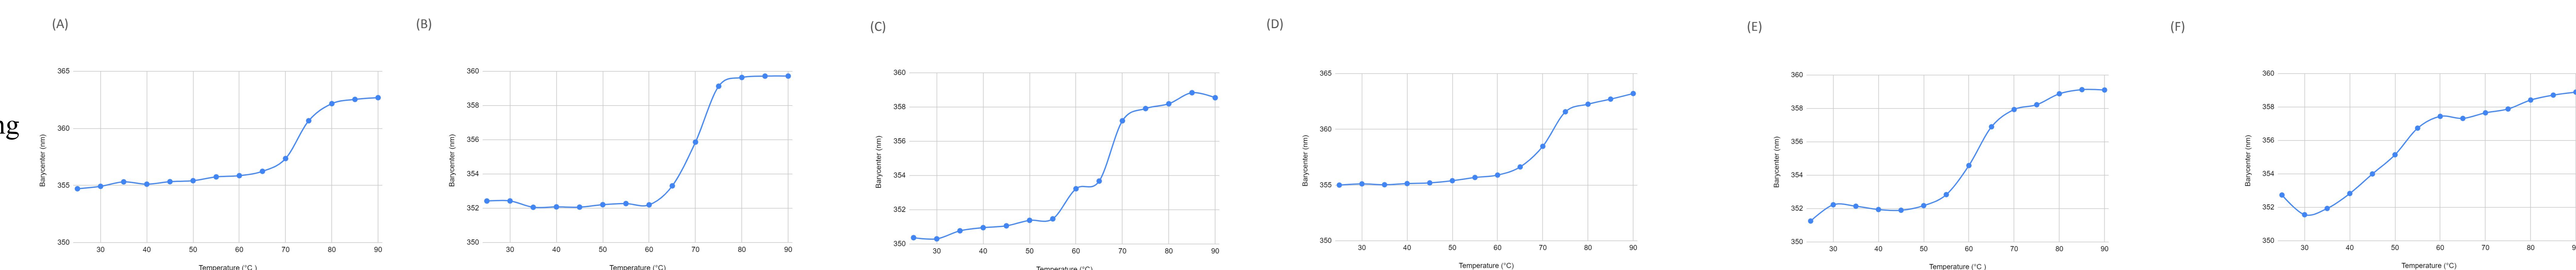 (A)
365
360
355
350
Barycenter (nm)
30 40 50 60 70 80 90
Temperature (°C )
(B)
360
358
356
354
352
350
Barycenter (nm)
30 40 50 60 70 80 90
Temperature (°C)
(C)
360
358
356
354
352
350
Barycenter (nm)
30 40 50 60 70 80 90
Temperature (°C)
(D)
365
360
355
350
Barycenter (nm)
30 40 50 60 70 80 90
Temperature (°C)
(E)
360
358
356
354
352
350
Barycenter (nm)
30 40 50 60 70 80 90
Temperature (°C )
(F)
360
358
356
354
352
350
Barycenter (nm)
30 40 50 60 70 80
Temperature (°C)